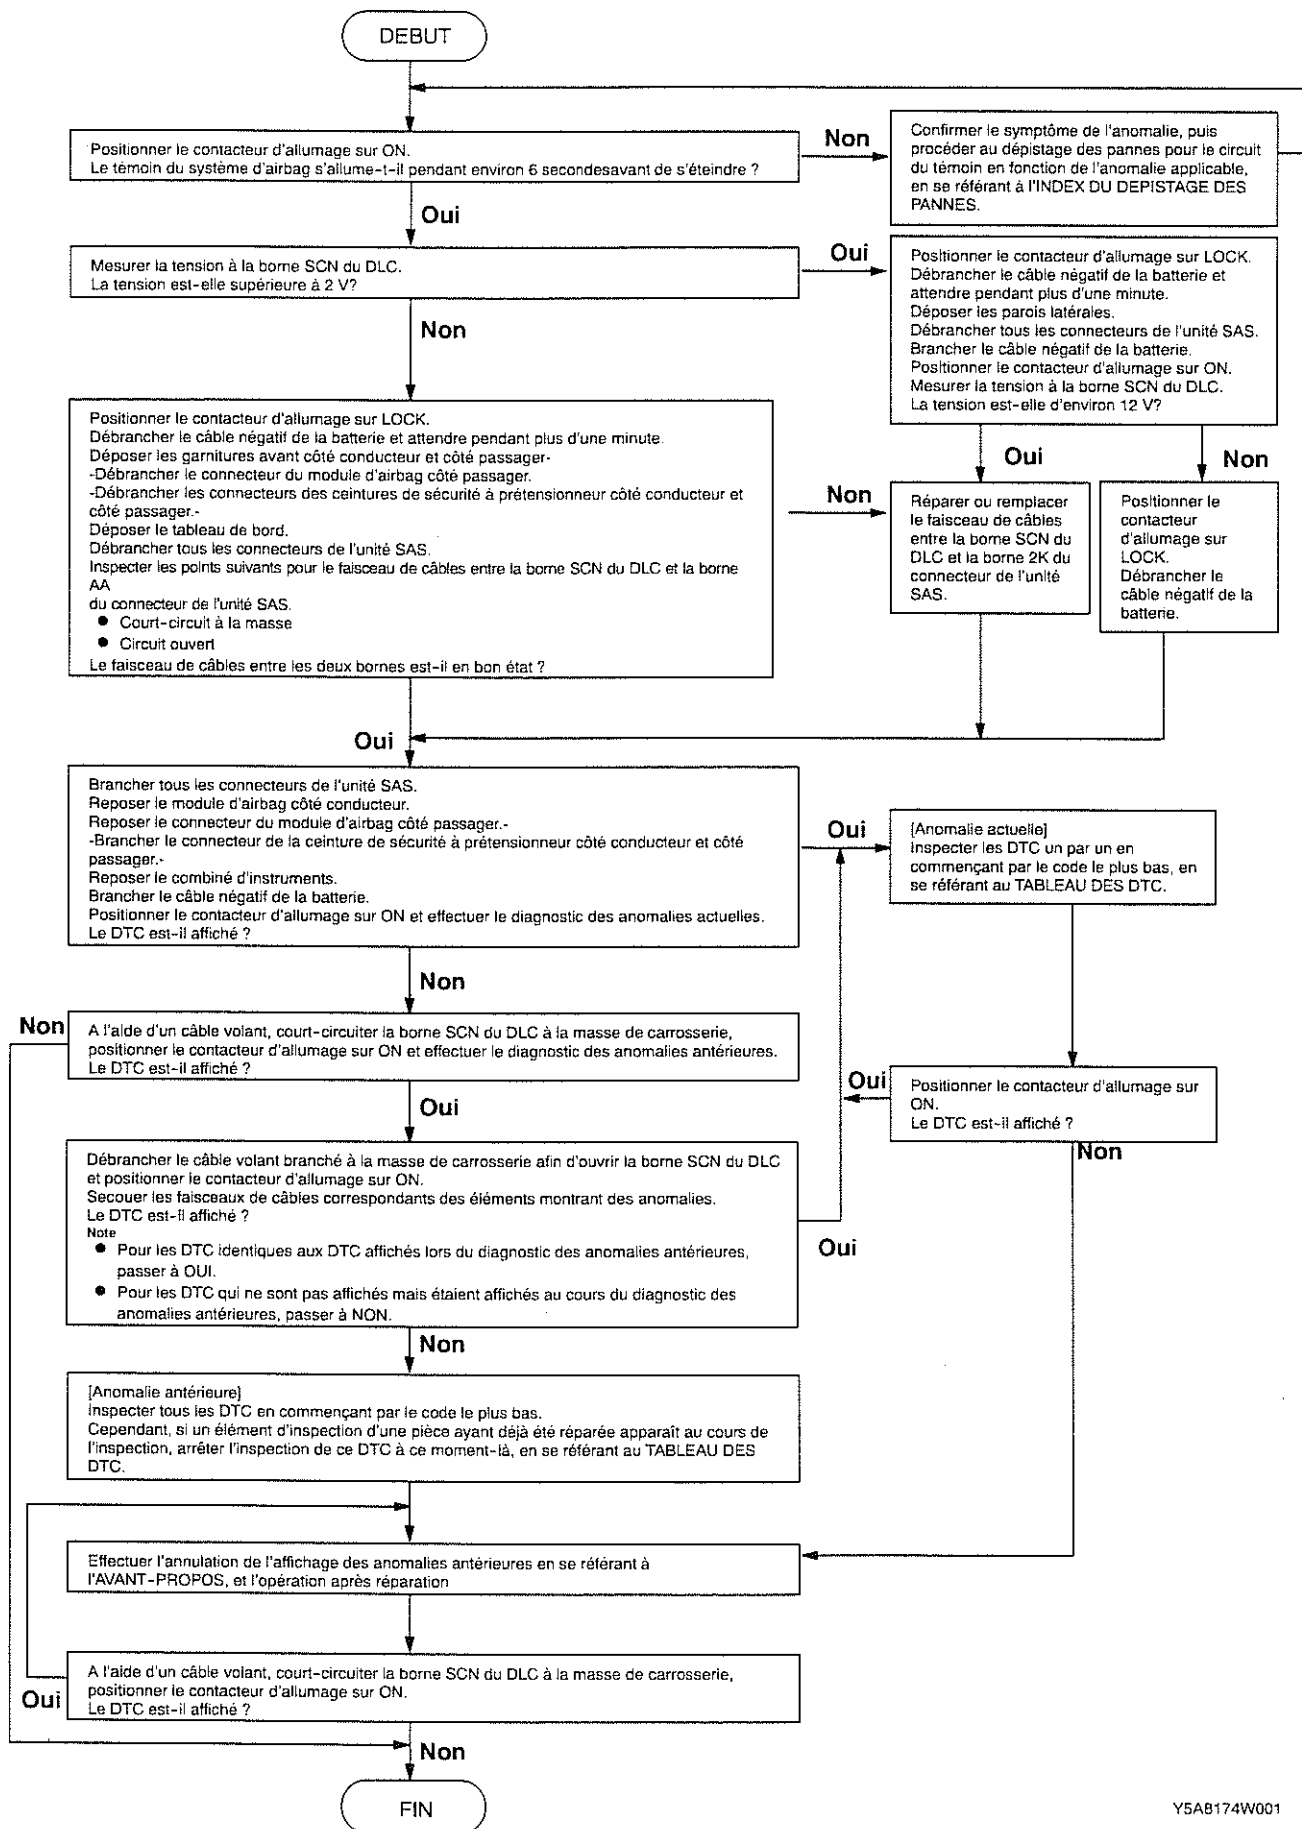 DEBUT
Positionner le contacteur d'allumage sur ON.
Le témoin du système d'airbag s'allume-t-il pendant environ 6 secondesavant de s'éteindre ?
Non
Confirmer le symptôme de l'anomalie, puis
procéder au dépistage des pannes pour le circuit
du témoin en fonction de l'anomalie applicable,
en se référant à l'INDEX DU DEPISTAGE DES
PANNES.
Oui
Mesurer la tension à la borne SCN du DLC.
La tension est-elle supérieure à 2 V?
Oui
Positionner le contacteur d'allumage sur LOCK.
Débrancher le câble négatif de la batterie et
attendre pendant plus d'une minute.
Déposer les parois latérales.
Débrancher tous les connecteurs de l'unité SAS.
Brancher le câble négatif de la batterie.
Positionner le contacteur d'allumage sur ON.
Mesurer la tension à la borne SCN du DLC.
La tension est-elle d'environ 12 V?
Non
Positionner le contacteur d'allumage sur LOCK.
Débrancher le câble négatif de la batterie et attendre pendant plus d'une minute.
Déposer les garnitures avant côté conducteur et côté passager-
-Débrancher le connecteur du module d'airbag côté passager.
-Débrancher les connecteurs des ceintures de sécurité à prétensionneur côté conducteur et
côté passager.-
Déposer le tableau de bord.
Débrancher tous les connecteurs de l'unité SAS.
Inspecter les points suivants pour le faisceau de câbles entre la borne SCN du DLC et la borne
AA
du connecteur de l'unité SAS.
● Court-circuit à la masse
● Circuit ouvert
Le faisceau de câbles entre les deux bornes est-il en bon état ?
Non
Oui
Réparer ou remplacer
le faisceau de câbles
entre la borne SCN du
DLC et la borne 2K du
connecteur de l'unité
SAS.
Non
Positionner le
contacteur
d'allumage sur
LOCK.
Débrancher le
câble négatif de la
batterie.
Oui
Brancher tous les connecteurs de l'unité SAS.
Reposer le module d'airbag côté conducteur.
Reposer le connecteur du module d'airbag côté passager.-
-Brancher le connecteur de la ceinture de sécurité à prétensionneur côté conducteur et côté
passager.-
Reposer le combiné d'instruments.
Brancher le câble négatif de la batterie.
Positionner le contacteur d'allumage sur ON et effectuer le diagnostic des anomalies actuelles.
Le DTC est-il affiché ?
Oui
[Anomalie actuelle]
Inspecter les DTC un par un en
commençant par le code le plus bas, en
se référant au TABLEAU DES DTC.
Non
Non
A l'aide d'un câble volant, court-circuiter la borne SCN du DLC à la masse de carrosserie,
positionner le contacteur d'allumage sur ON et effectuer le diagnostic des anomalies antérieures.
Le DTC est-il affiché ?
Oui
Oui
Positionner le contacteur d'allumage sur
ON.
Le DTC est-il affiché ?
Non
Débrancher le câble volant branché à la masse de carrosserie afin d'ouvrir la borne SCN du DLC
et positionner le contacteur d'allumage sur ON.
Secouer les faisceaux de câbles correspondants des éléments montrant des anomalies.
Le DTC est-il affiché ?
Note
● Pour les DTC identiques aux DTC affichés lors du diagnostic des anomalies antérieures,
passer à OUI.
● Pour les DTC qui ne sont pas affichés mais étaient affichés au cours du diagnostic des
anomalies antérieures, passer à NON.
Oui
Non
[Anomalie antérieure]
Inspecter tous les DTC en commençant par le code le plus bas.
Cependant, si un élément d'inspection d'une pièce ayant déjà été réparée apparaît au cours de
l'inspection, arrêter l'inspection de ce DTC à ce moment-là, en se référant au TABLEAU DES
DTC.
Effectuer l'annulation de l'affichage des anomalies antérieures en se référant à
l'AVANT-PROPOS, et l'opération après réparation
A l'aide d'un câble volant, court-circuiter la borne SCN du DLC à la masse de carrosserie,
positionner le contacteur d'allumage sur ON.
Le DTC est-il affiché ?
Oui
Non
FIN
Y5A8174W001